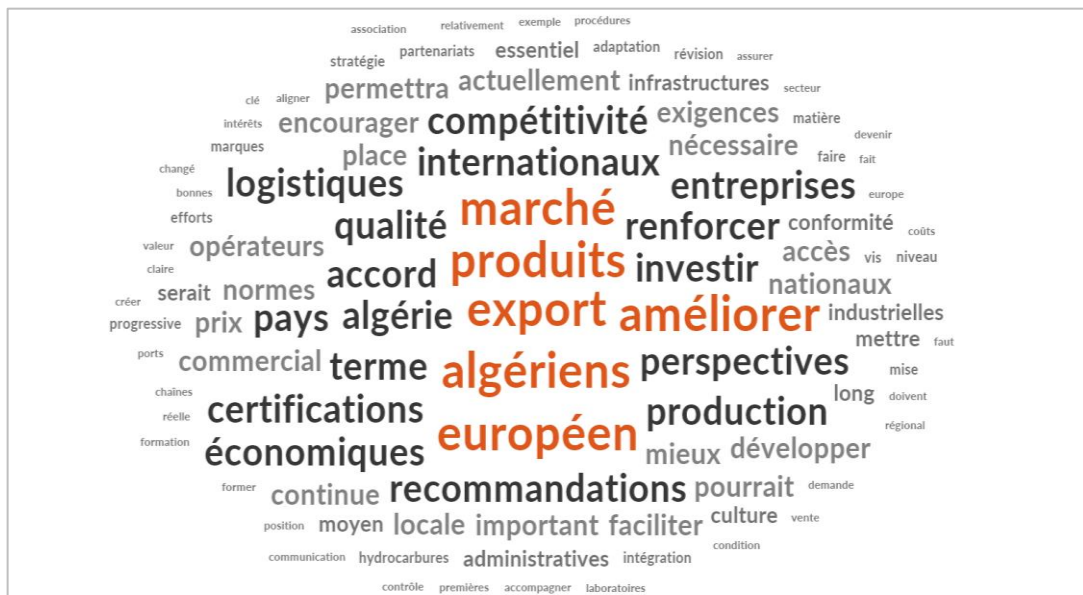 association relativement exemple procédures
stratégie partenariats essentiel adaptation révision assurer
permettra actuellement infrastructures secteur
clé aligner encourager compétitivité exigences matière
intérêts marques place internationaux nécessaire faire fait devenir
changé bonnes logistiques marché entreprises europe
efforts qualité produits renforcer conformité coûts
valeur opérateurs accord investir accès vis niveau
claire serait normes export améliorer nationaux
créer progressive prix pays algérie industrielles
ports commercial terme algériens perspectives mettre faut
chaînes certifications européen production long mise doivent
réelle formation économiques mieux développer régional
former continue recommandations pourrait demande
position moyen locale important faciliter culture vente
communication hydrocarbures administratives intégration condition
contrôle premières accompagner laboratoires